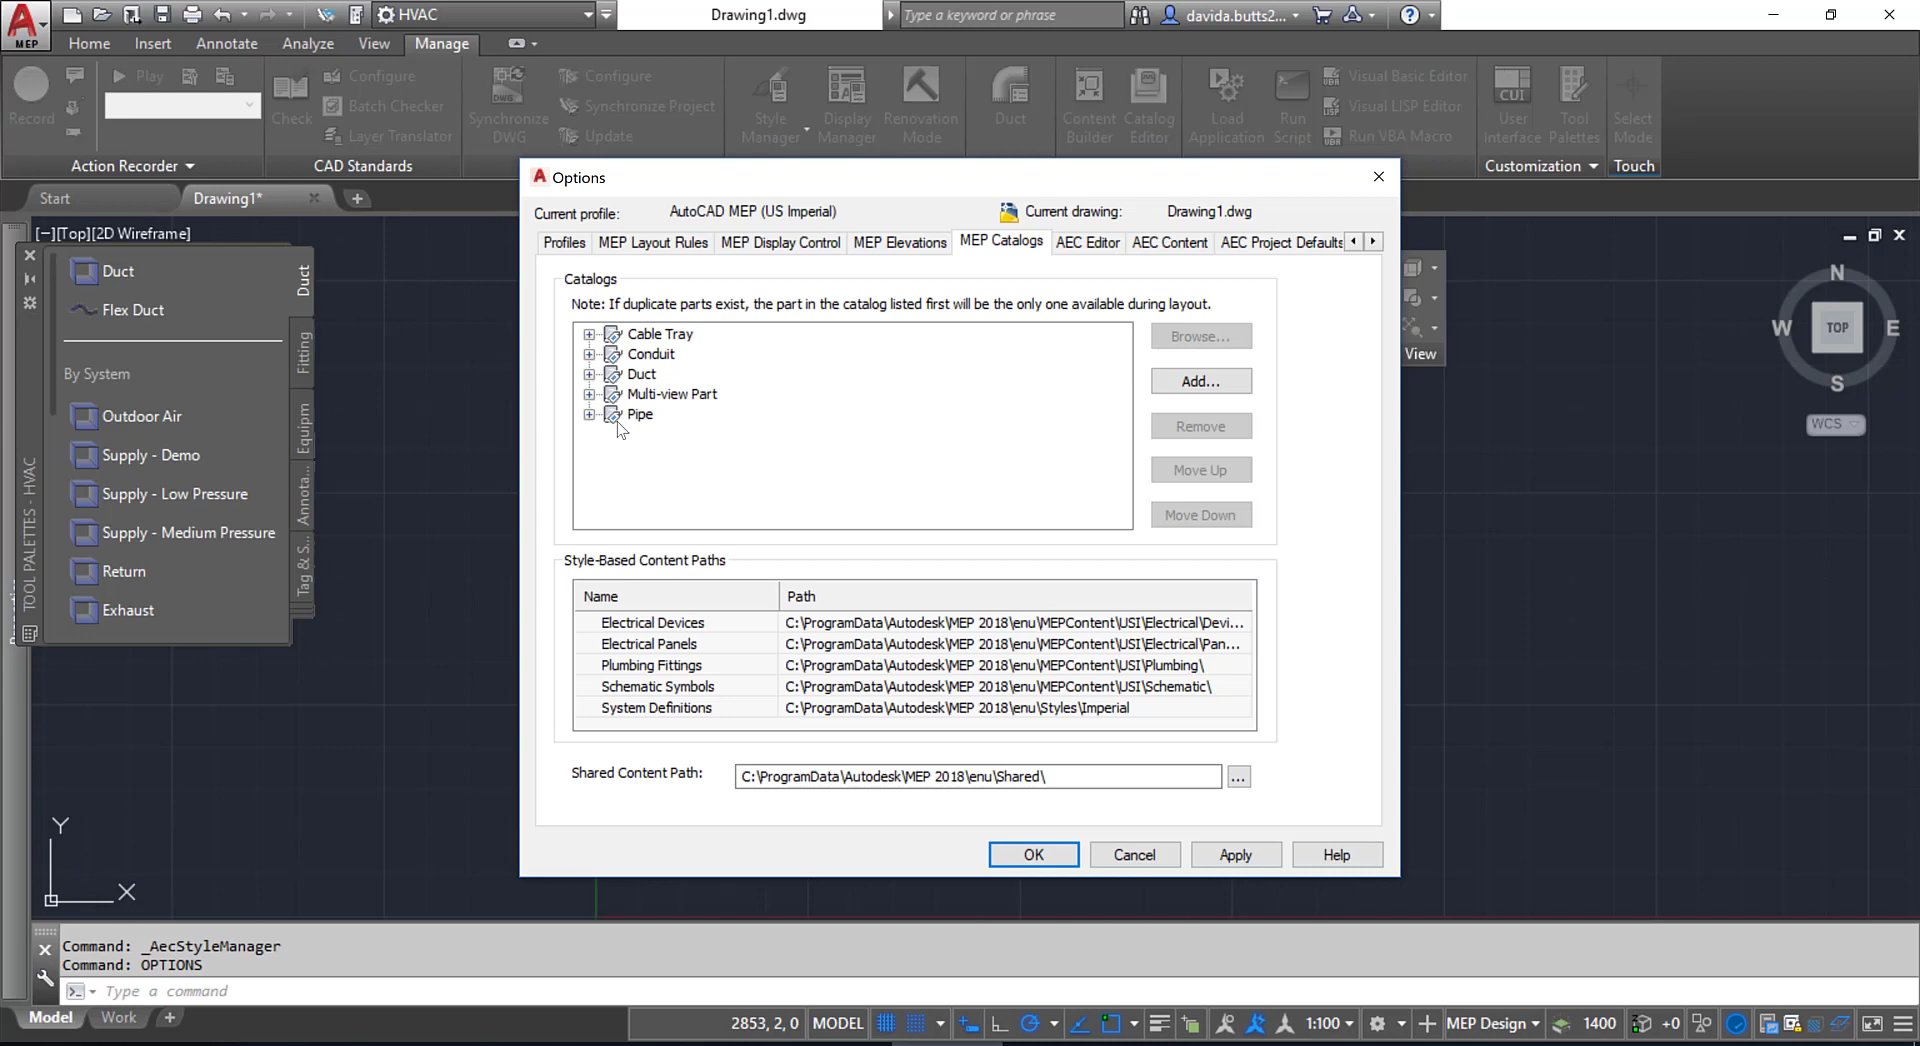 MEP
HVAC
Drawing1.dwg
Type a keyword or phrase
davida.butts2...
Home Insert Annotate Analyze View Manage
Record
Play
Action Recorder
Check
Configure
Batch Checker
Layer Translator
CAD Standards
DWG
Synchronize DWG
Configure
Synchronize Project
Update
Style Manager
Display Manager
Renovation Mode
Duct
Content Builder
Catalog Editor
Load Application
Run Script
Visual Basic Editor
Visual LISP Editor
Run VBA Macro
CUI
User Interface
Tool Palettes
Customization
Select Mode
Touch
Start
Drawing1*
[−][Top][2D Wireframe]
Duct
Flex Duct
By System
Outdoor Air
Supply - Demo
Supply - Low Pressure
Supply - Medium Pressure
Return
Exhaust
Duct
Fitting
Equipm
Annota...
Tag & S...
TOOL PALETTES - HVAC
Options
Current profile: AutoCAD MEP (US Imperial)
Current drawing: Drawing1.dwg
Profiles MEP Layout Rules MEP Display Control MEP Elevations MEP Catalogs AEC Editor AEC Content AEC Project Defaults
Catalogs
Note: If duplicate parts exist, the part in the catalog listed first will be the only one available during layout.
Cable Tray
Conduit
Duct
Multi-view Part
Pipe
Browse...
Add...
Remove
Move Up
Move Down
Style-Based Content Paths
Name Path
Electrical Devices C:\ProgramData\Autodesk\MEP 2018\enu\MEPContent\USI\Electrical\Devi...
Electrical Panels C:\ProgramData\Autodesk\MEP 2018\enu\MEPContent\USI\Electrical\Pan...
Plumbing Fittings C:\ProgramData\Autodesk\MEP 2018\enu\MEPContent\USI\Plumbing\
Schematic Symbols C:\ProgramData\Autodesk\MEP 2018\enu\MEPContent\USI\Schematic\
System Definitions C:\ProgramData\Autodesk\MEP 2018\enu\Styles\Imperial
Shared Content Path: C:\ProgramData\Autodesk\MEP 2018\enu\Shared\ ...
OK Cancel Apply Help
View
N
W TOP E
S
WCS
Y
X
Command: _AecStyleManager
Command: OPTIONS
Type a command
Model Work
2853, 2, 0 MODEL 1:100 MEP Design 1400 +0